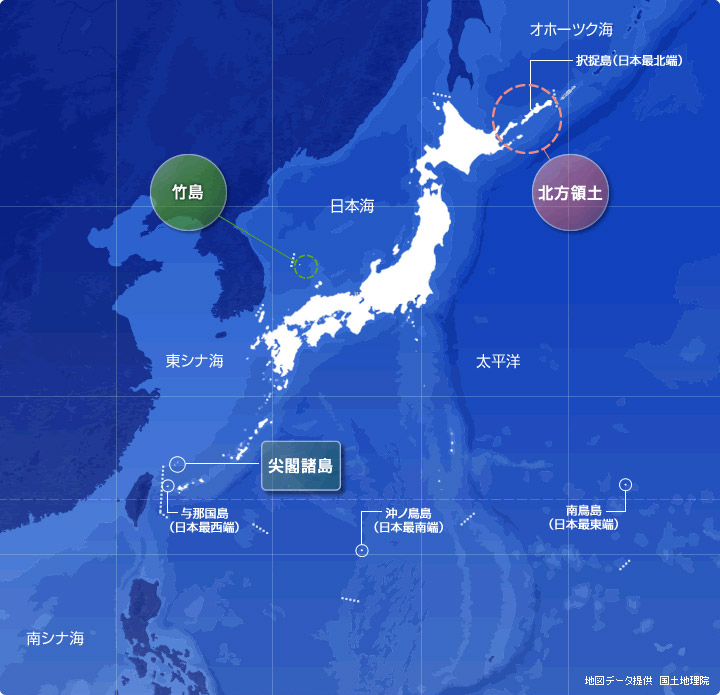 オホーツク海
択捉島(日本最北端)
竹島
北方領土
日本海
東シナ海
太平洋
尖閣諸島
与那国島
(日本最西端)
沖ノ鳥島
(日本最南端)
南鳥島
(日本最東端)
南シナ海
地図データ提供 国土地理院